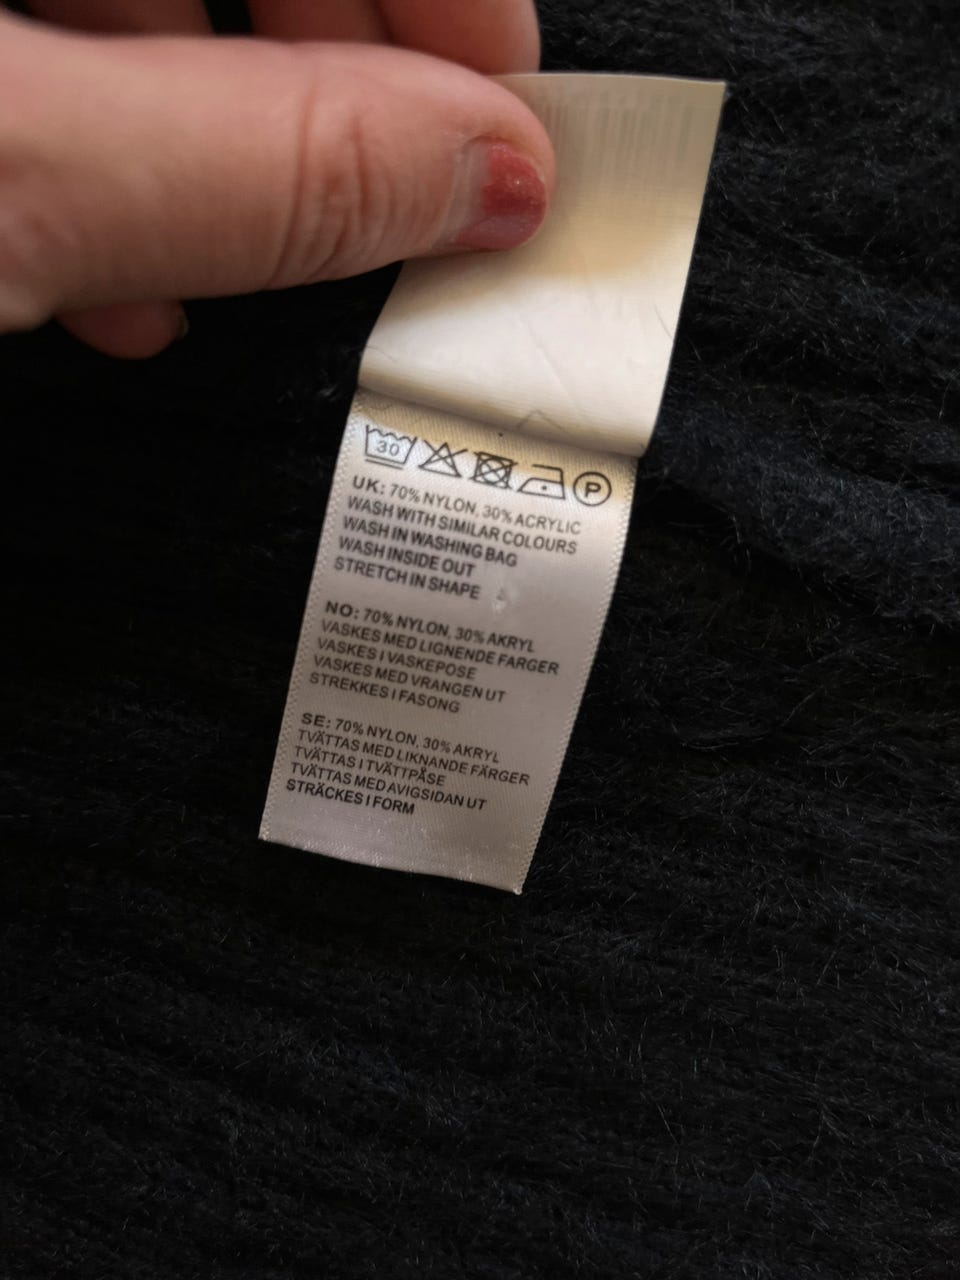 30 P
UK: 70% NYLON, 30% ACRYLIC
WASH WITH SIMILAR COLOURS
WASH IN WASHING BAG
WASH INSIDE OUT
STRETCH IN SHAPE
NO: 70% NYLON, 30% AKRYL
VASKES MED LIGNENDE FARGER
VASKES I VASKEPOSE
VASKES MED VRANGEN UT
STREKKES I FASONG
SE: 70% NYLON, 30% AKRYL
TVÄTTAS MED LIKNANDE FÄRGER
TVÄTTAS I TVÄTTPÅSE
TVÄTTAS MED AVIGSIDAN UT
STRÄCKES I FORM